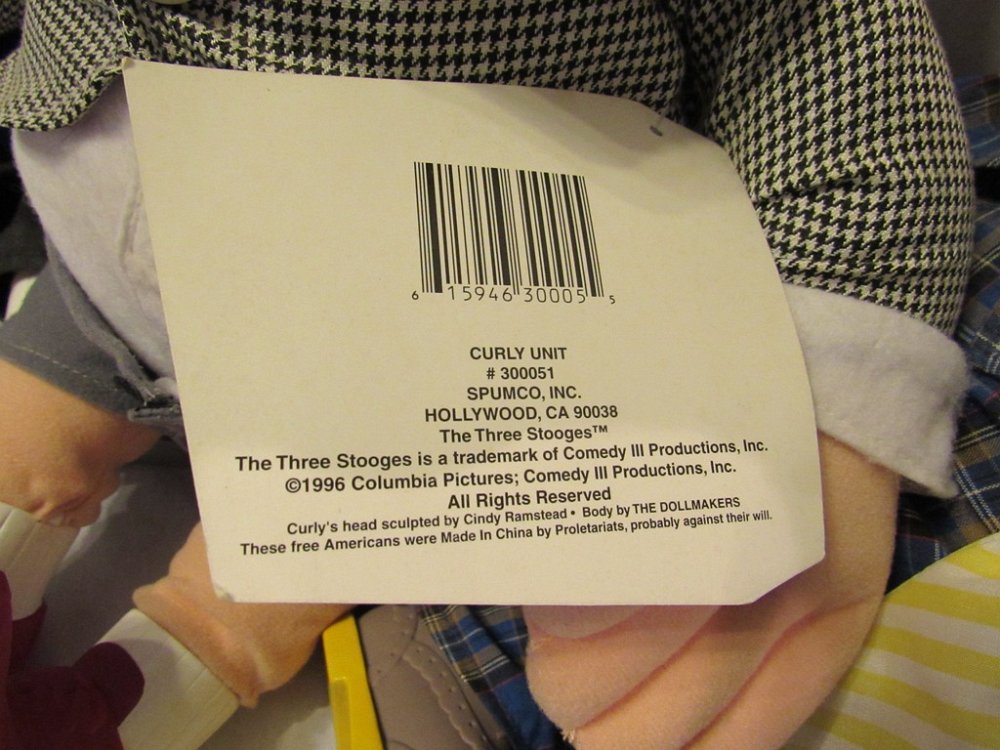 6 15946 30005 5
CURLY UNIT
# 300051
SPUMCO, INC.
HOLLYWOOD, CA 90038
The Three Stooges™
The Three Stooges is a trademark of Comedy III Productions, Inc.
©1996 Columbia Pictures; Comedy III Productions, Inc.
All Rights Reserved
Curly's head sculpted by Cindy Ramstead • Body by THE DOLLMAKERS
These free Americans were Made In China by Proletariats, probably against their will.